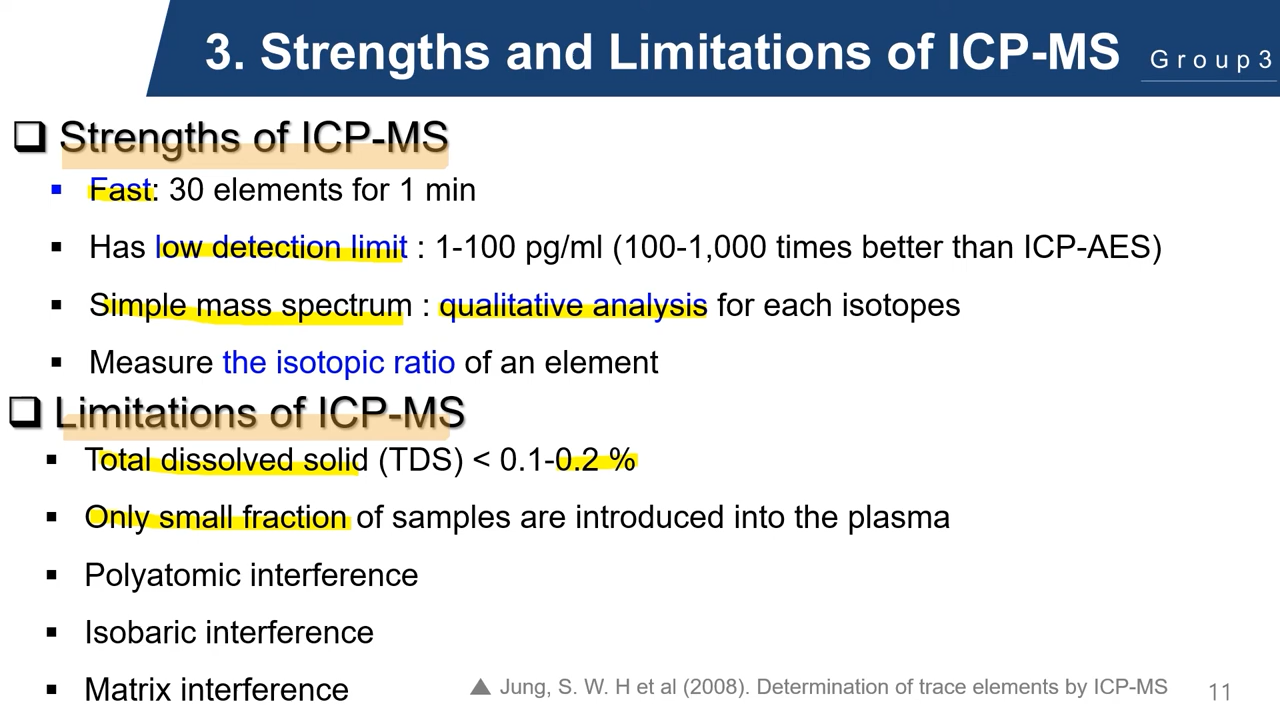 3. Strengths and Limitations of ICP-MS
Group3
Strengths of ICP-MS
Fast: 30 elements for 1 min
Has low detection limit : 1-100 pg/ml (100-1,000 times better than ICP-AES)
Simple mass spectrum : qualitative analysis for each isotopes
Measure the isotopic ratio of an element
Limitations of ICP-MS
Total dissolved solid (TDS) < 0.1-0.2 %
Only small fraction of samples are introduced into the plasma
Polyatomic interference
Isobaric interference
Matrix interference
▲ Jung, S. W. H et al (2008). Determination of trace elements by ICP-MS
11